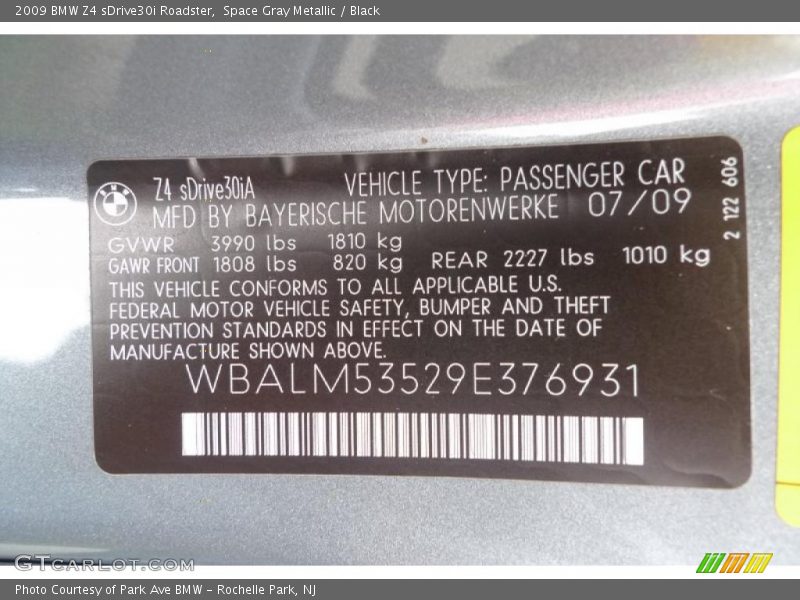 2009 BMW Z4 sDrive30i Roadster,  Space Gray Metallic / Black
BMW
Z4 sDrive30iA
VEHICLE TYPE: PASSENGER CAR
MFD BY BAYERISCHE MOTORENWERKE 07/09
GVWR 3990 lbs 1810 kg
GAWR FRONT 1808 lbs 820 kg REAR 2227 lbs 1010 kg
THIS VEHICLE CONFORMS TO ALL APPLICABLE U.S.
FEDERAL MOTOR VEHICLE SAFETY, BUMPER AND THEFT
PREVENTION STANDARDS IN EFFECT ON THE DATE OF
MANUFACTURE SHOWN ABOVE.
WBALM53529E376931
2 122 606
GTCARLOT.COM
Photo Courtesy of Park Ave BMW - Rochelle Park, NJ